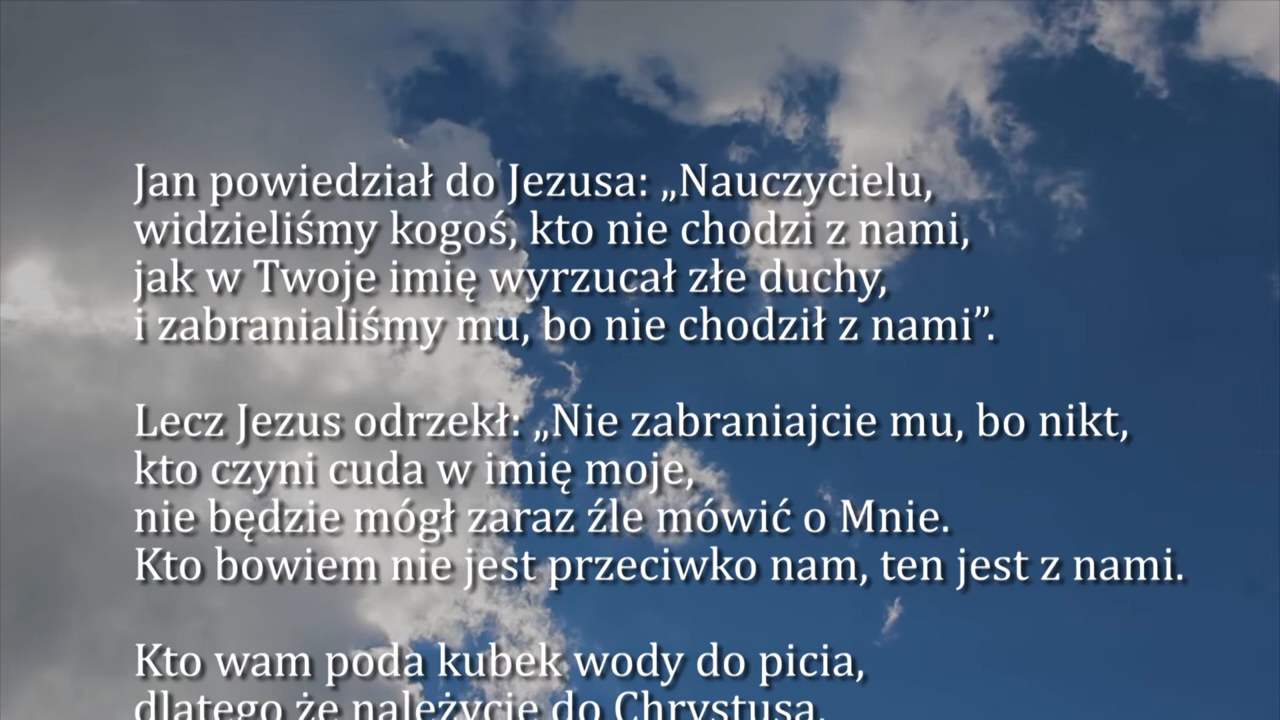 Jan powiedział do Jezusa: „Nauczycielu,
widzieliśmy kogoś, kto nie chodzi z nami,
jak w Twoje imię wyrzucał złe duchy,
i zabranialiśmy mu, bo nie chodził z nami”.
Lecz Jezus odrzekł: „Nie zabraniajcie mu, bo nikt,
kto czyni cuda w imię moje,
nie będzie mógł zaraz źle mówić o Mnie.
Kto bowiem nie jest przeciwko nam, ten jest z nami.
Kto wam poda kubek wody do picia,
dlatego że należycie do Chrystusa,